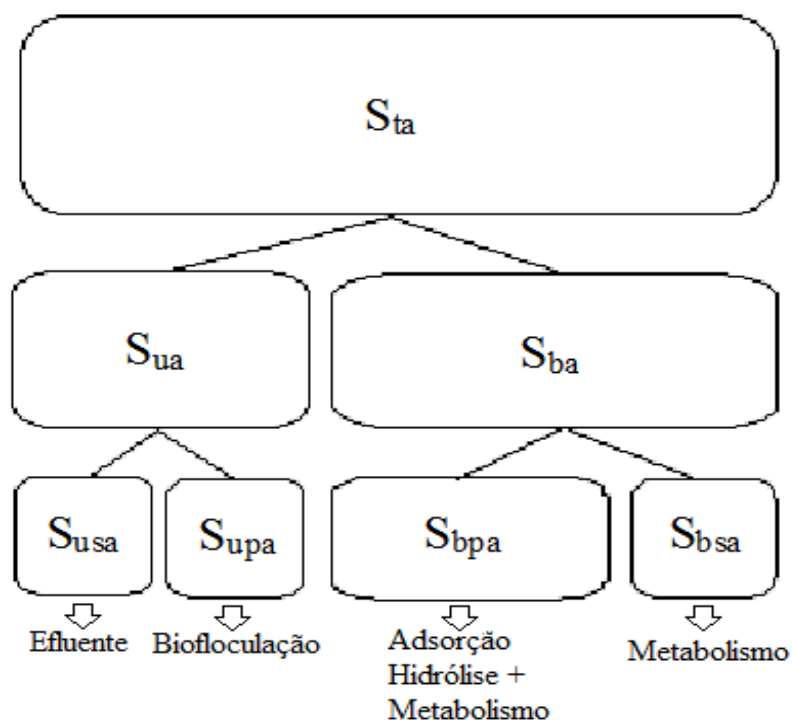 Sta
Sua
Sba
Susa
Supa
Sbpa
Sbsa
Efluente
Biofloculação
Adsorção
Hidrólise +
Metabolismo
Metabolismo